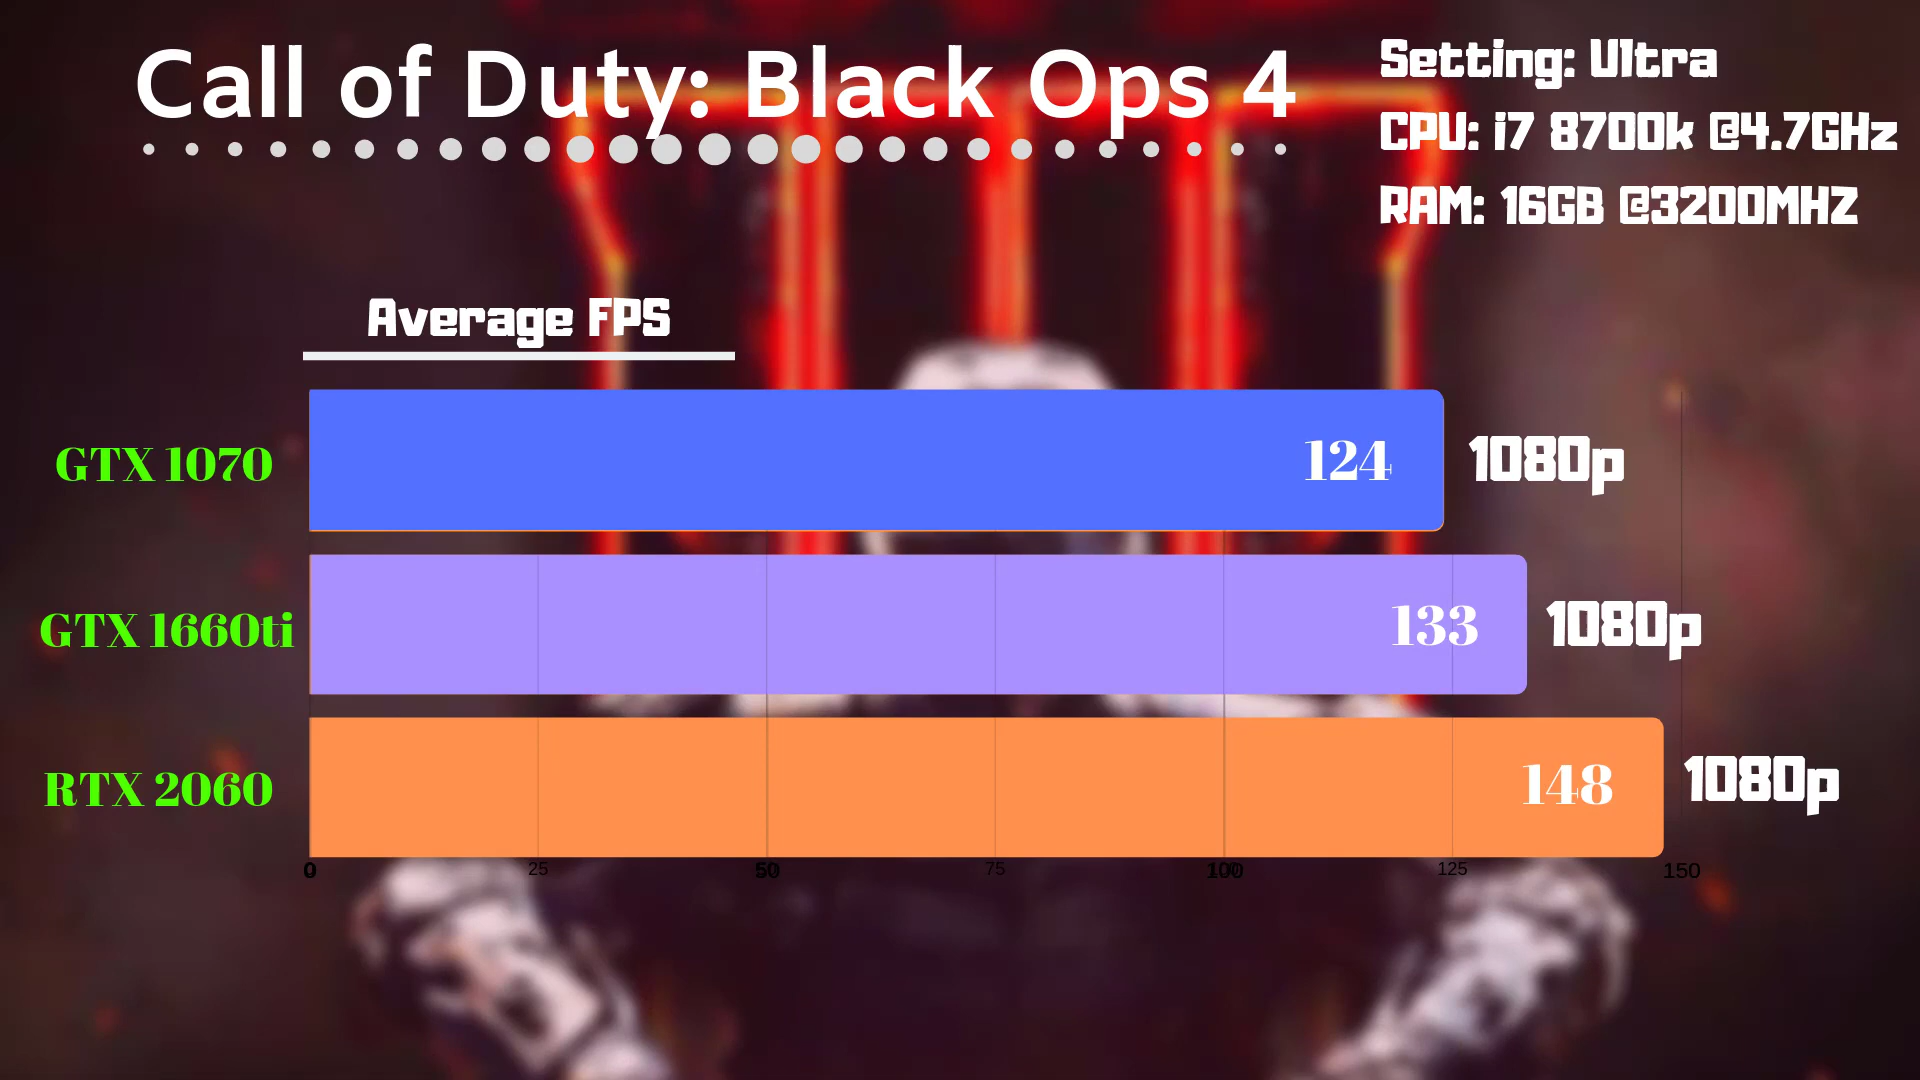 Call of Duty: Black Ops 4
Setting: Ultra
CPU: i7 8700k @4.7GHz
RAM: 16GB @3200MHZ
Average FPS
GTX 1070 124 1080p
GTX 1660ti 133 1080p
RTX 2060 148 1080p
0 25 50 75 100 125 150